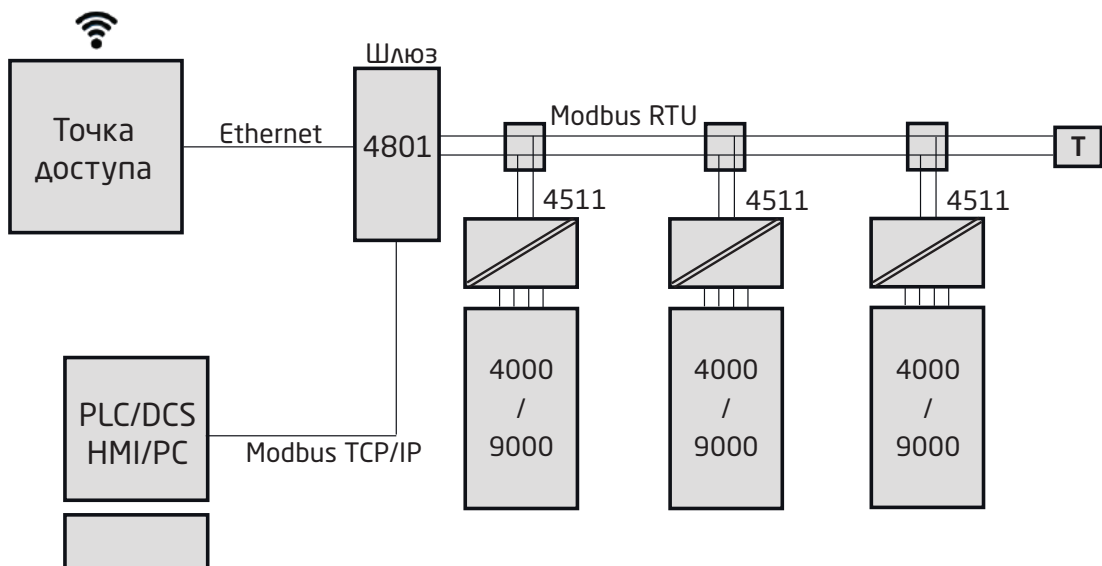 Шлюз
Точка
доступа
Ethernet
4801
Modbus RTU
T
4511
4511
4511
4000
/
9000
4000
/
9000
4000
/
9000
PLC/DCS
HMI/PC
Modbus TCP/IP